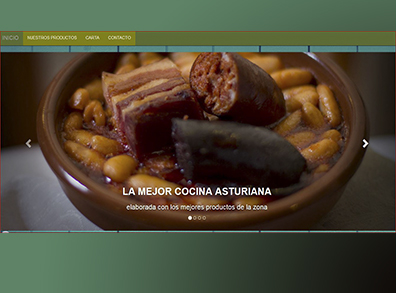 INICIO NUESTROS PRODUCTOS CARTA CONTACTO
LA MEJOR COCINA ASTURIANA
elaborada con los mejores productos de la zona